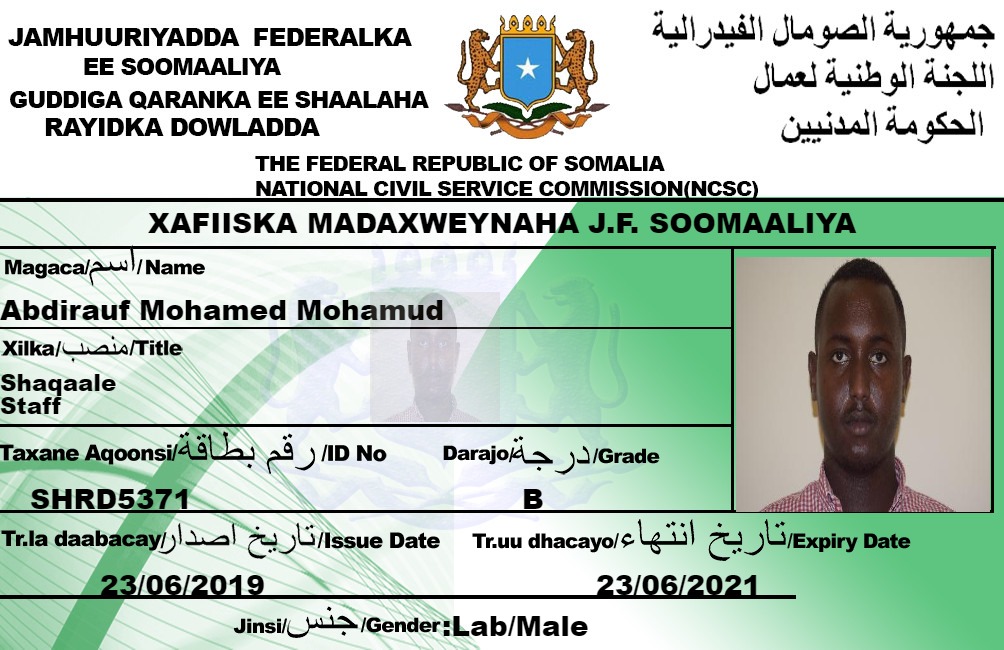 JAMHUURIYADDA FEDERALKA
EE SOOMAALIYA
GUDDIGA QARANKA EE SHAALAHA
RAYIDKA DOWLADDA
جمهورية الصومال الفيدرالية
اللجنة الوطنية لعمال
الحكومة المدنيين
THE FEDERAL REPUBLIC OF SOMALIA
NATIONAL CIVIL SERVICE COMMISSION(NCSC)
XAFIISKA MADAXWEYNAHA J.F. SOOMAALIYA
Magaca/اسم/Name
Abdirauf Mohamed Mohamud
Xilka/منصب/Title
Shaqaale
Staff
Taxane Aqoonsi/رقم بطاقة/ID No
Darajo/درجة/Grade
SHRD5371
B
Tr.la daabacay/تاريخ اصدار/Issue Date
Tr.uu dhacayo/تاريخ انتهاء/Expiry Date
23/06/2019
23/06/2021
Jinsi/جنس/Gender:Lab/Male